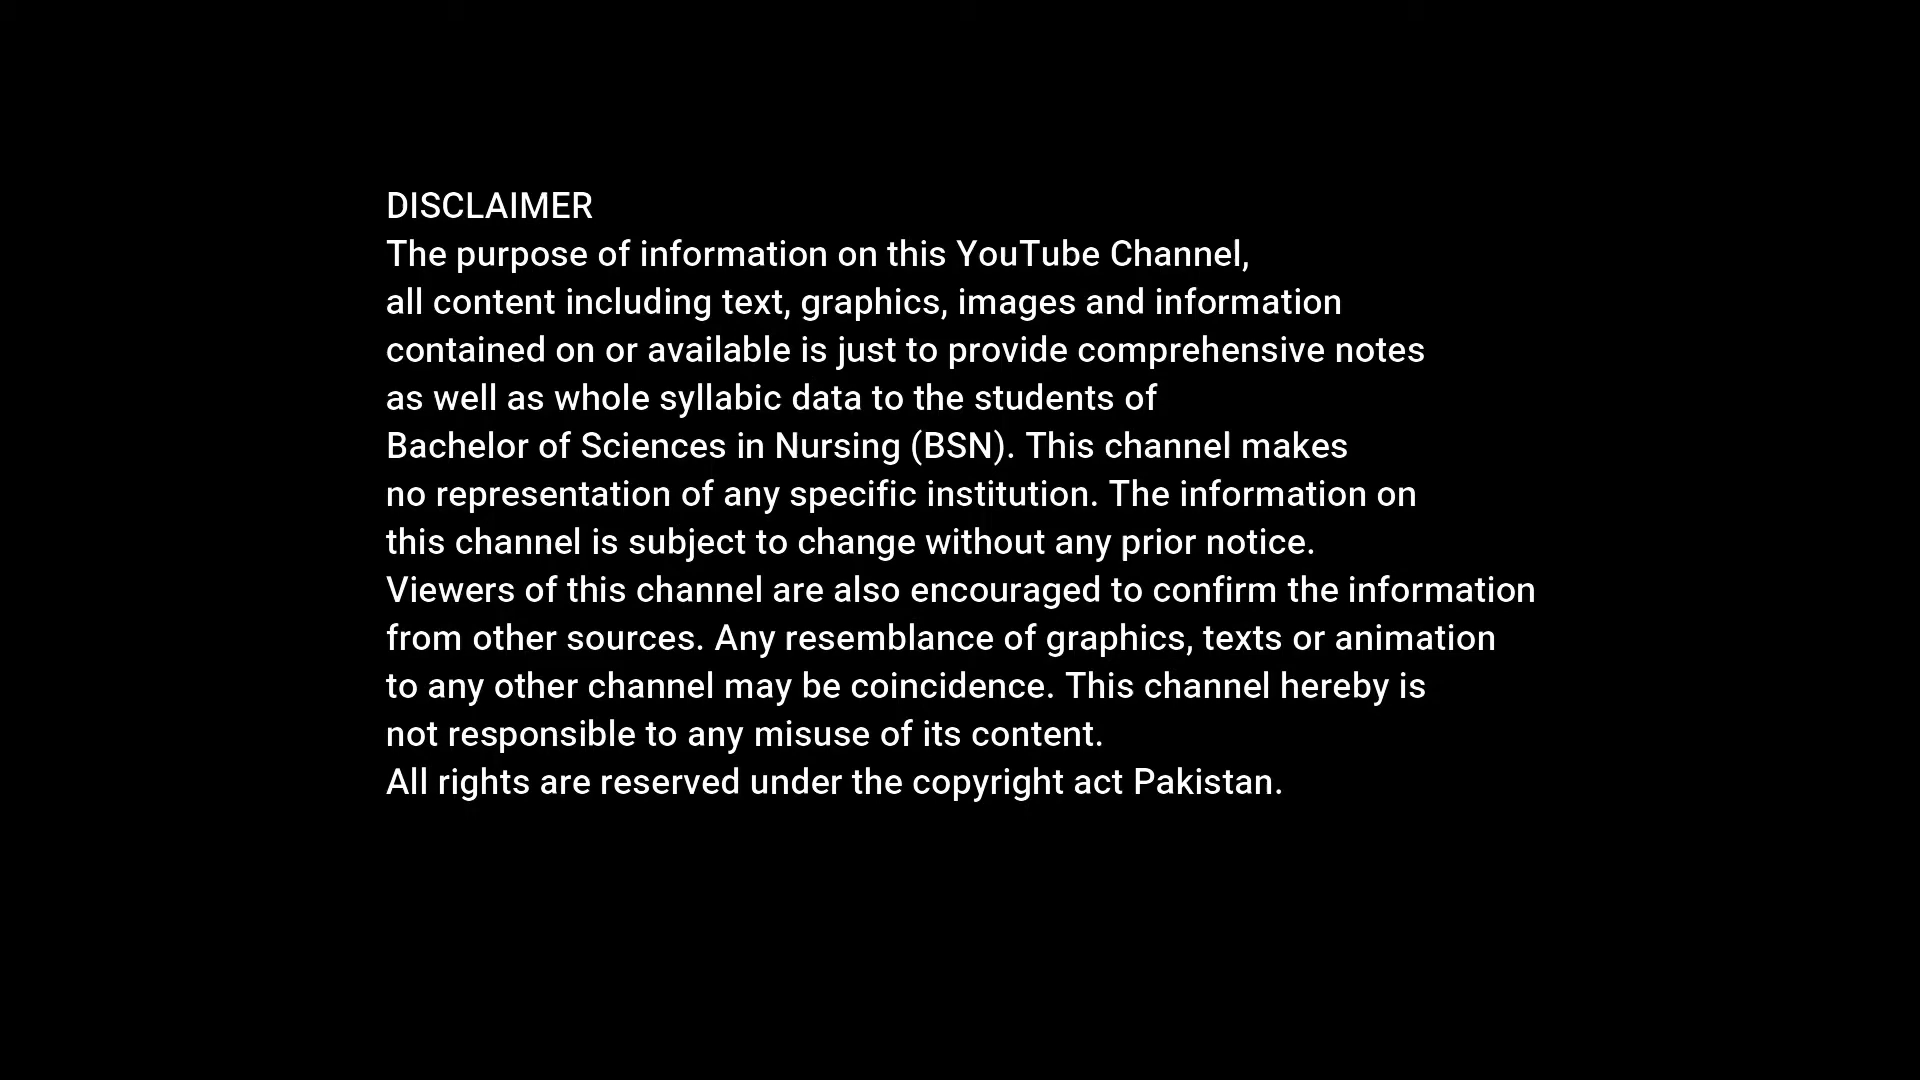 DISCLAIMER
The purpose of information on this YouTube Channel,
all content including text, graphics, images and information
contained on or available is just to provide comprehensive notes
as well as whole syllabic data to the students of
Bachelor of Sciences in Nursing (BSN). This channel makes
no representation of any specific institution. The information on
this channel is subject to change without any prior notice.
Viewers of this channel are also encouraged to confirm the information
from other sources. Any resemblance of graphics, texts or animation
to any other channel may be coincidence. This channel hereby is
not responsible to any misuse of its content.
All rights are reserved under the copyright act Pakistan.